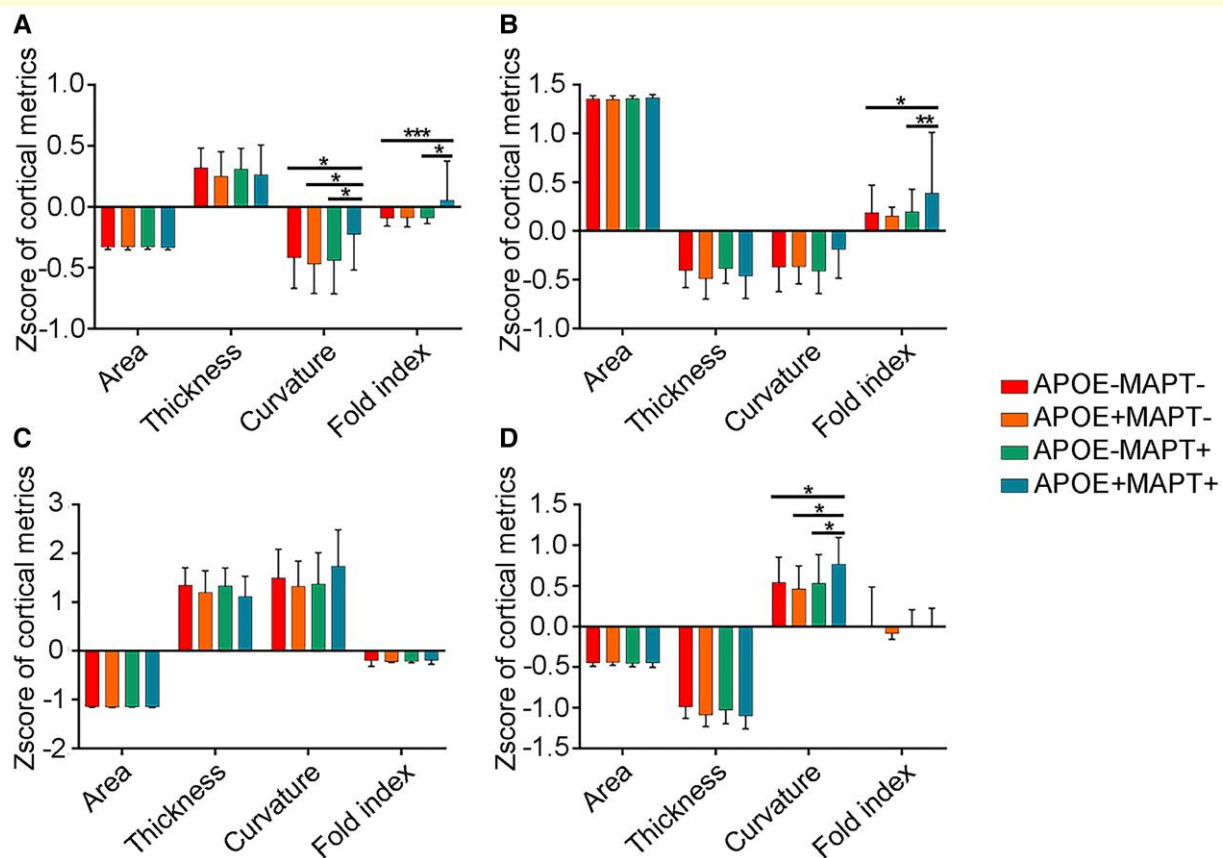 A
Zscore of cortical metrics
1.0
0.5
0.0
-0.5
-1.0
*
*
*
***
*
Area
Thickness
Curvature
Fold index
B
Zscore of cortical metrics
1.5
1.0
0.5
0.0
-0.5
-1.0
*
**
Area
Thickness
Curvature
Fold index
APOE-MAPT-
APOE+MAPT-
APOE-MAPT+
APOE+MAPT+
C
Zscore of cortical metrics
3
2
1
0
-1
-2
Area
Thickness
Curvature
Fold index
D
Zscore of cortical metrics
1.5
1.0
0.5
0.0
-0.5
-1.0
-1.5
*
*
*
Area
Thickness
Curvature
Fold index